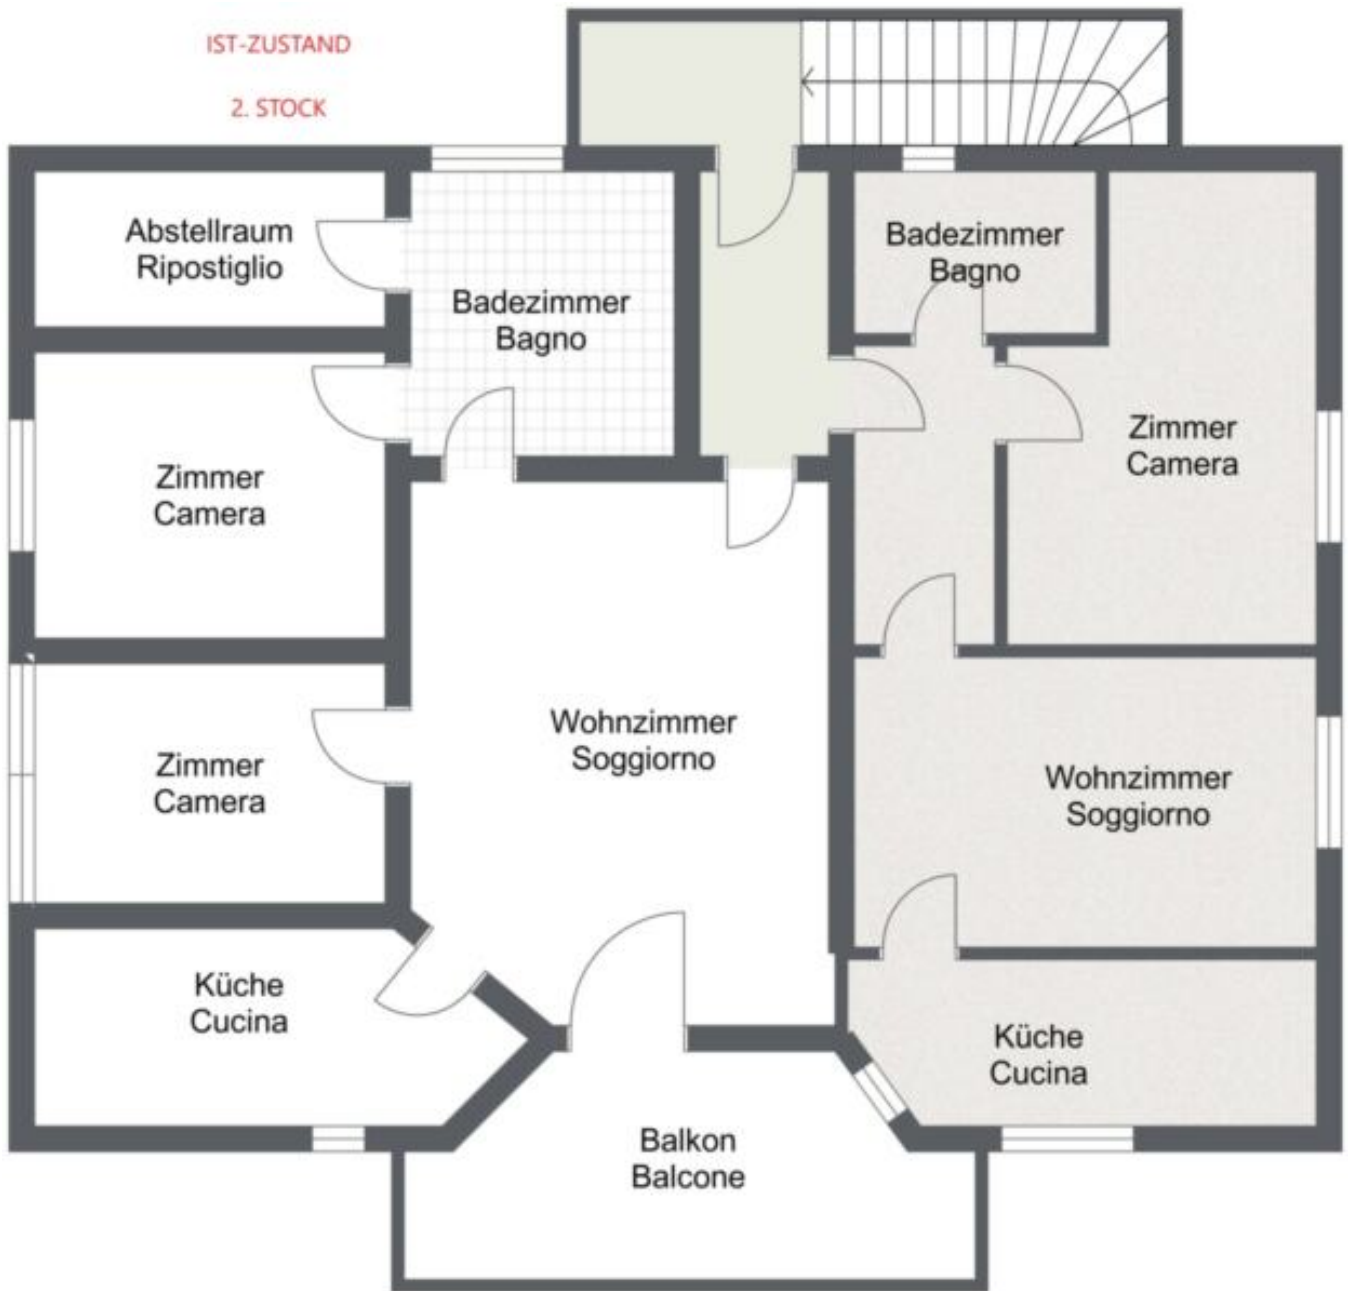 IST-ZUSTAND
2. STOCK
Abstellraum
Ripostiglio
Badezimmer
Bagno
Badezimmer
Bagno
Zimmer
Camera
Zimmer
Camera
Zimmer
Camera
Wohnzimmer
Soggiorno
Wohnzimmer
Soggiorno
Küche
Cucina
Küche
Cucina
Balkon
Balcone